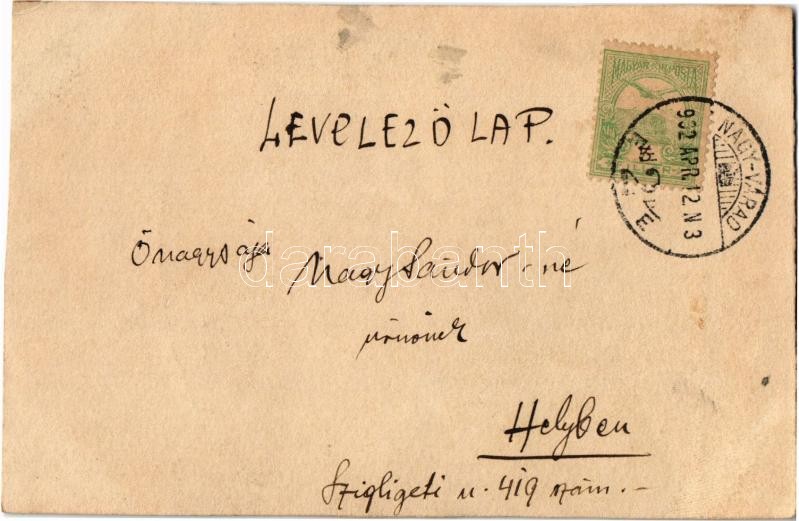 MAGYAR KIR. POSTA
NAGY-VÁRAD
902 APR. 12 N 3
LEVELEZŐ LAP.
Őnagysága
Nagy Sándor-né
úrnőnek
Helyben
Szigligeti u. 419 szám.-
darabanth